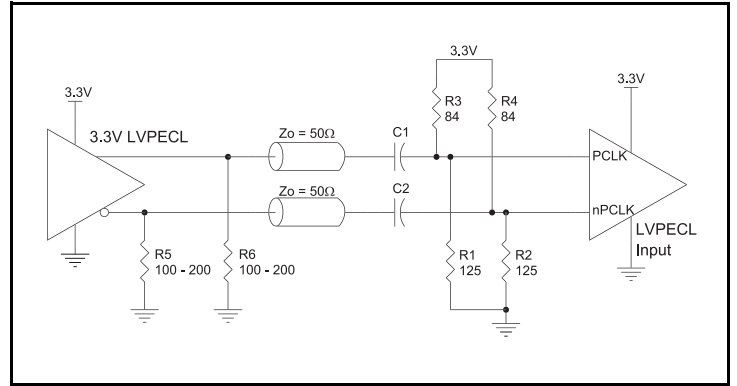 3.3V
3.3V LVPECL
R5
100 - 200
R6
100 - 200
Zo = 50Ω
Zo = 50Ω
C1
C2
3.3V
R3
84
R4
84
R1
125
R2
125
3.3V
PCLK
nPCLK
LVPECL
Input